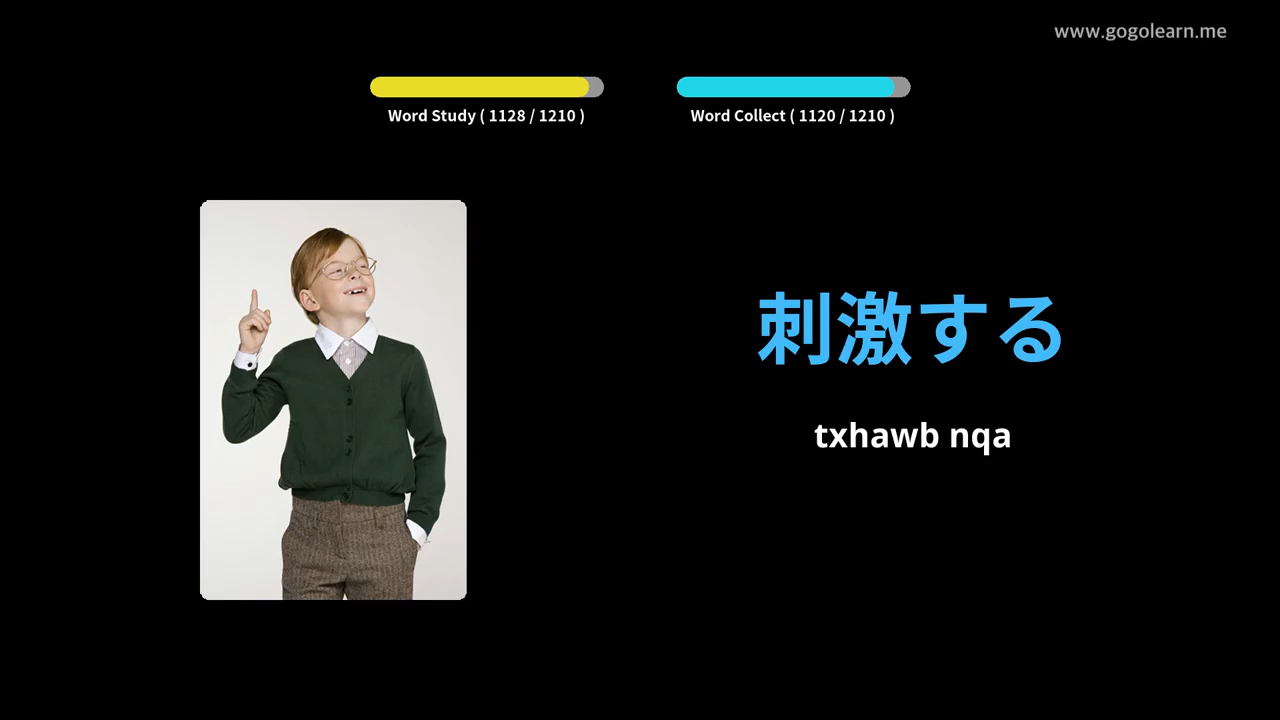 www.gogolearn.me
Word Study ( 1128 / 1210 )
Word Collect ( 1120 / 1210 )
刺激する
txhawb nqa